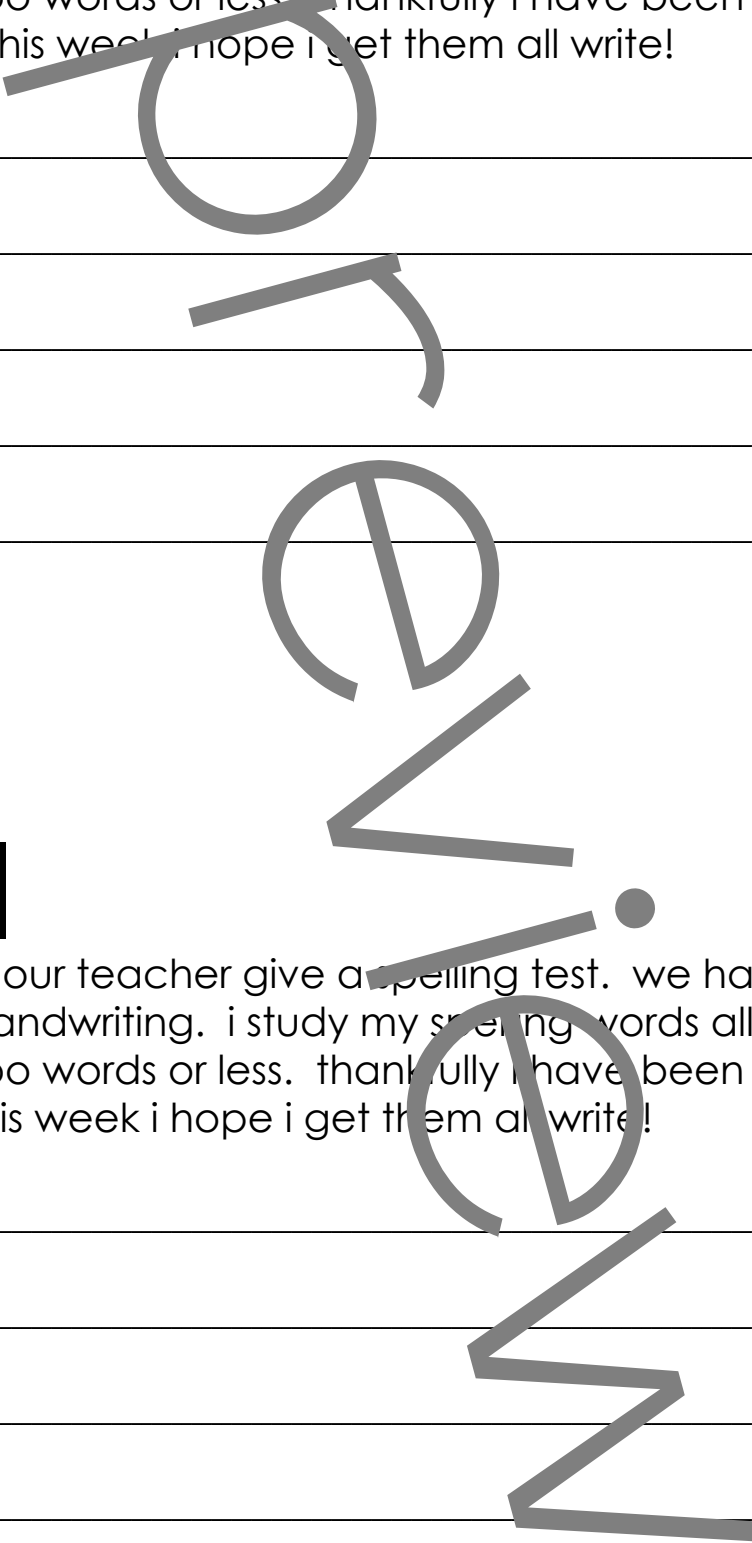 oo words or less. thankfully i have been
this week i hope i get them all write!
preview
our teacher give a spelling test. we ha
andwriting. i study my spelling words all
oo words or less. thankfully i have been
is week i hope i get them all write!